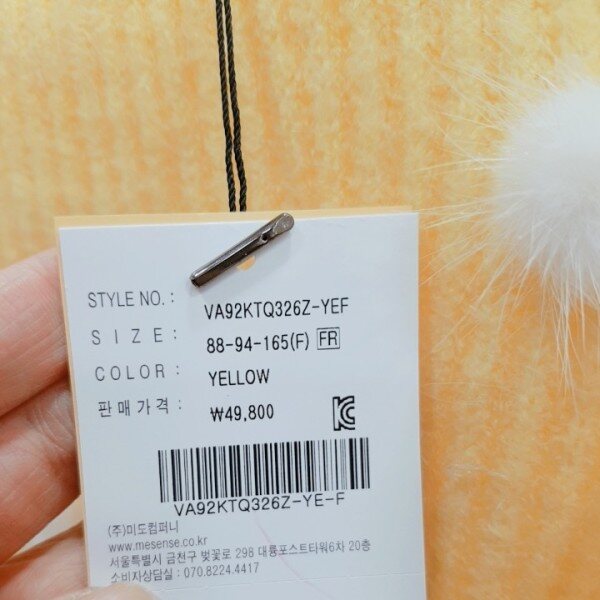 STYLE NO. : VA92KTQ326Z-YEF
SIZE : 88-94-165(F) FR
COLOR : YELLOW
판매가격 : ₩49,800
VA92KTQ326Z-YE-F
(주)미도컴퍼니
www.mesense.co.kr
서울특별시 금천구 벚꽃로 298 대륭포스트타워6차 20층
소비자상담실 : 070.8224.4417